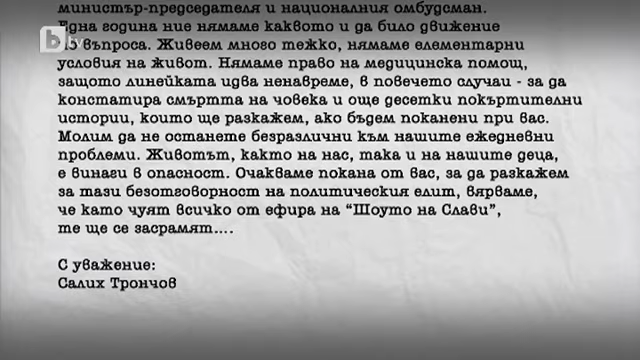 министър-председателя и националния омбудсман.
Една година ние нямаме каквото и да било движение
по въпроса. Живеем много тежко, нямаме елементарни
условия на живот. Нямаме право на медицинска помощ,
защото линейката идва ненавреме, в повечето случаи - за да
констатира смъртта на човека и още десетки покъртителни
истории, които ще разкажем, ако бъдем поканени при вас.
Молим да не останете безразлични към нашите ежедневни
проблеми. Животът, както на нас, така и на нашите деца,
е винаги в опасност. Очакваме покана от вас, за да разкажем
за тази безотговорност на политическия елит, вярваме,
че като чуят всичко от ефира на “Шоуто на Слави”,
те ще се засрамят....
С уважение:
Салих Трончов
bTV